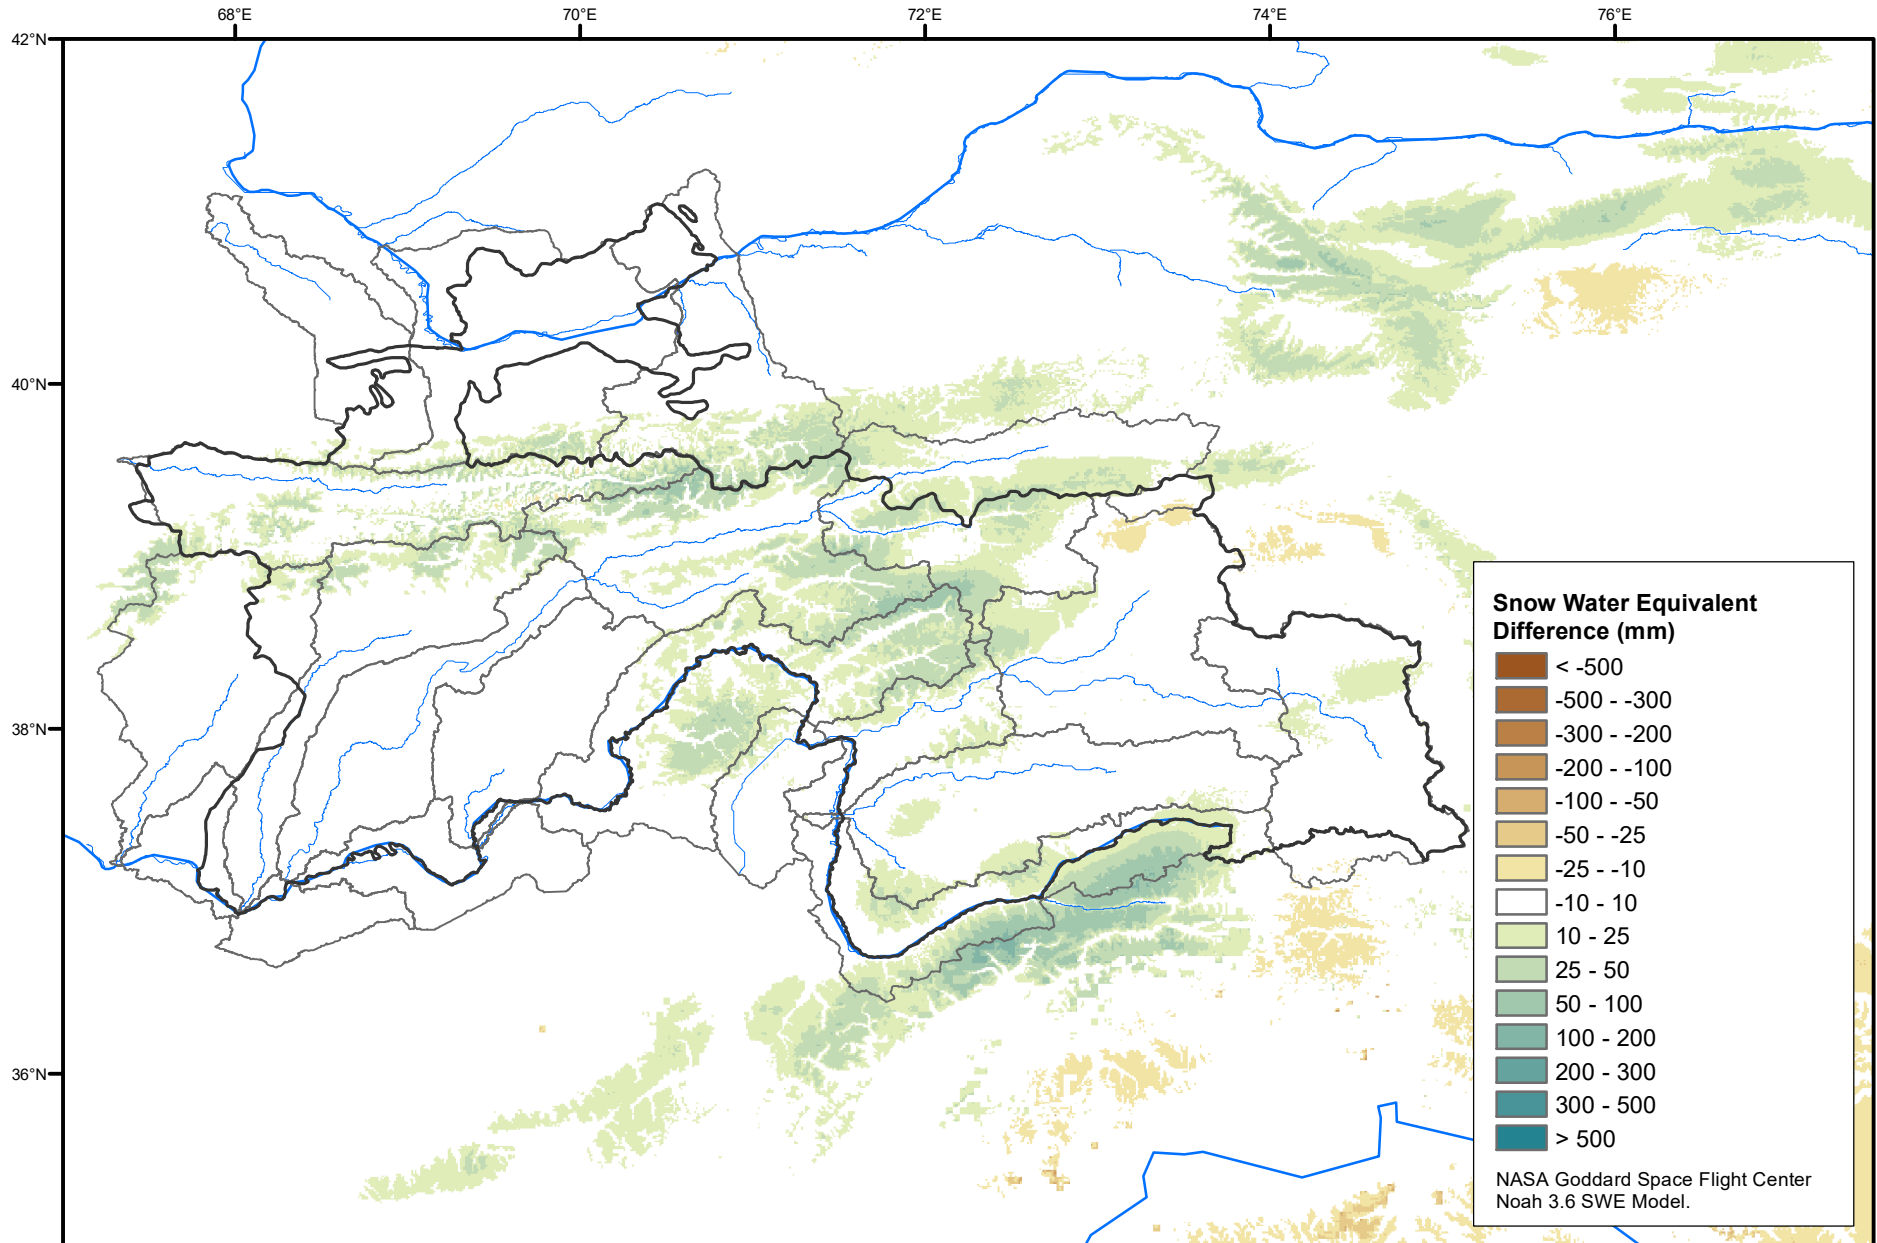 68°E
70°E
72°E
74°E
76°E
42°N
40°N
38°N
36°N
Snow Water Equivalent
Difference (mm)
< -500
-500 - -300
-300 - -200
-200 - -100
-100 - -50
-50 - -25
-25 - -10
-10 - 10
10 - 25
25 - 50
50 - 100
100 - 200
200 - 300
300 - 500
> 500
NASA Goddard Space Flight Center
Noah 3.6 SWE Model.